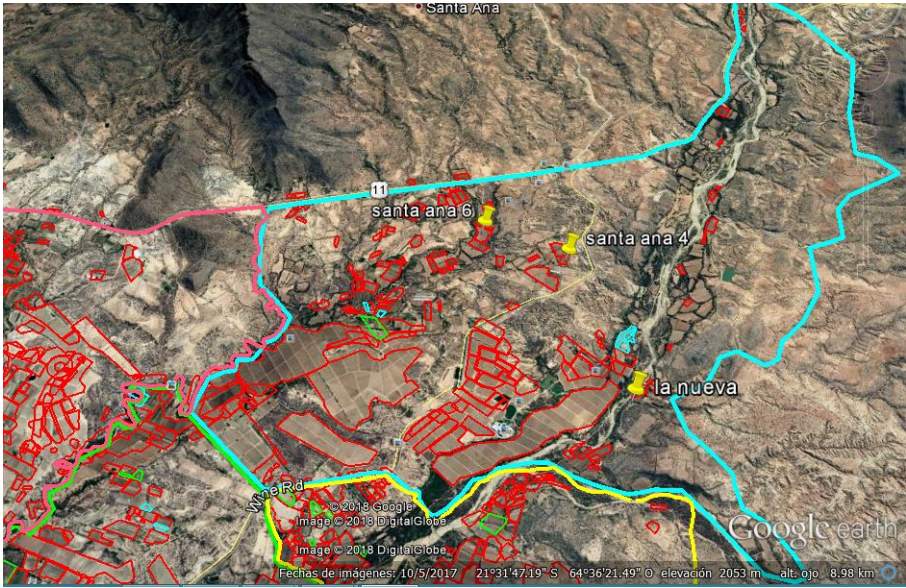 Santa Ana
11
santa ana 6
santa ana 4
la nueva
Wine Rd
© 2018 Google
Image © 2018 DigitalGlobe
Image © 2018 DigitalGlobe
Google earth
Fechas de imágenes: 10/5/2017 21°31'47.19" S 64°36'21.49" O elevación 2053 m alt. ojo 8.98 km